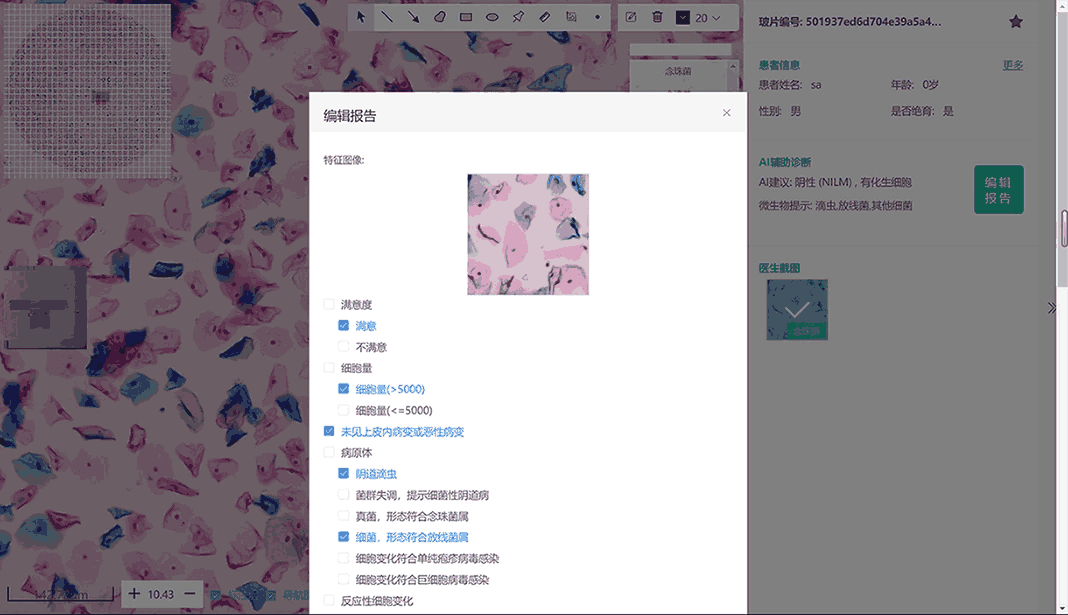 20
念珠菌
玻片编号: 501937ed6d704e39a5a4...
患者信息
更多
患者姓名: sa
年龄: 0岁
性别: 男
是否绝育: 是
AI辅助诊断
AI建议: 阴性 (NILM) , 有化生细胞
微生物提示: 滴虫,放线菌,其他细菌
编辑
报告
医生截图
念珠菌
编辑报告
特征图像:
满意度
满意
不满意
细胞量
细胞量(>5000)
细胞量(<=5000)
未见上皮内病变或恶性病变
病原体
阴道滴虫
菌群失调，提示细菌性阴道病
真菌，形态符合念珠菌属
细菌，形态符合放线菌属
细胞变化符合单纯疱疹病毒感染
细胞变化符合巨细胞病毒感染
反应性细胞变化
10.43
导航图